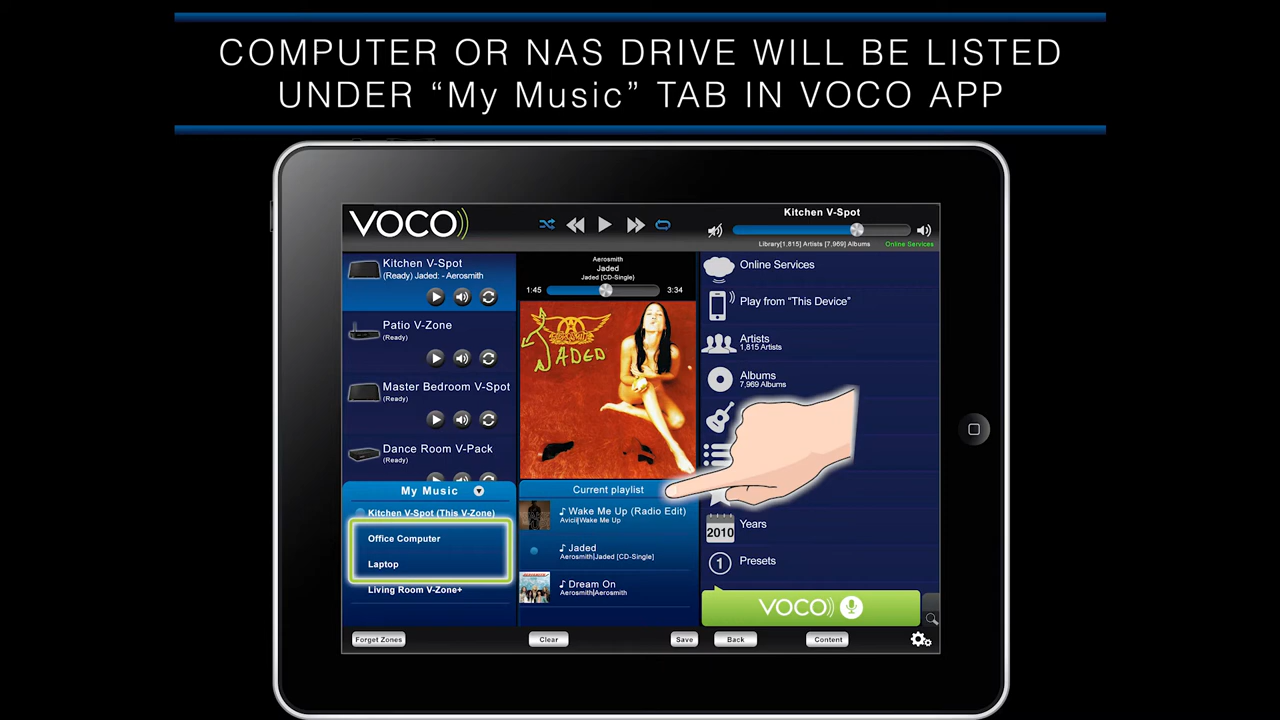 COMPUTER OR NAS DRIVE WILL BE LISTED
UNDER “My Music” TAB IN VOCO APP
VOCO
Kitchen V-Spot
Library[1,815] Artists [7,969] Albums
Online Services
Kitchen V-Spot
(Ready) Jaded: - Aerosmith
Patio V-Zone
(Ready)
Master Bedroom V-Spot
(Ready)
Dance Room V-Pack
(Ready)
My Music
Kitchen V-Spot (This V-Zone)
Office Computer
Laptop
Living Room V-Zone+
Forget Zones
Aerosmith
Jaded
Jaded [CD-Single]
1:45
3:34
AEROSMITH
JADED
Current playlist
Wake Me Up (Radio Edit)
Avicii|Wake Me Up
Jaded
Aerosmith|Jaded [CD-Single]
Dream On
Aerosmith|Aerosmith
Clear
Save
Online Services
Play from “This Device”
Artists
1,815 Artists
Albums
7,969 Albums
2010
Years
1
Presets
VOCO
Back
Content